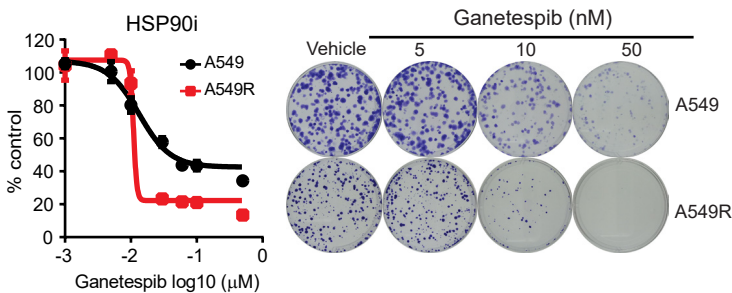 HSP90i
120
100
80
60
40
20
0
% control
A549
A549R
-3 -2 -1 0
Ganetespib log10 (μM)
Ganetespib (nM)
Vehicle 5 10 50
A549
A549R